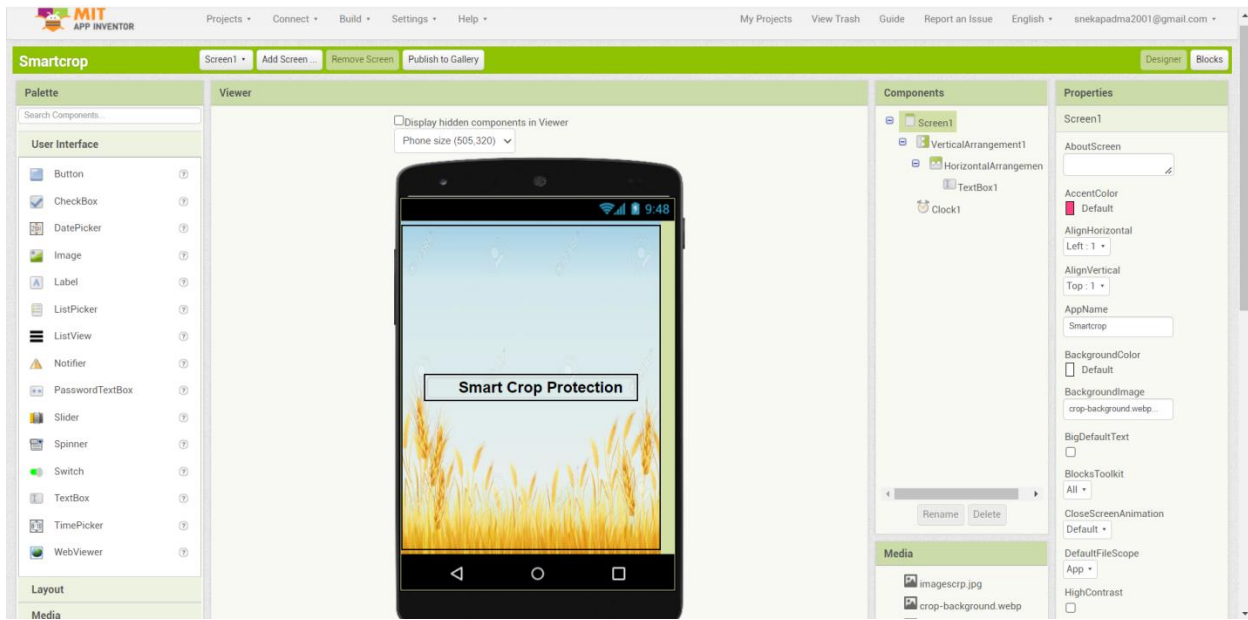 MIT
APP INVENTOR
Projects Connect Build Settings Help My Projects View Trash Guide Report an Issue English snekapadma2001@gmail.com
Smartcrop Screen1 Add Screen ... Remove Screen Publish to Gallery Designer Blocks
Palette
Search Components...
User Interface
Button
CheckBox
DatePicker
Image
Label
ListPicker
ListView
Notifier
PasswordTextBox
Slider
Spinner
Switch
TextBox
TimePicker
WebViewer
Layout
Media
Viewer
Display hidden components in Viewer
Phone size (505,320)
9:48
Smart Crop Protection
Components
Screen1
VerticalArrangement1
HorizontalArrangemen
TextBox1
Clock1
Rename Delete
Media
imagescrp.jpg
crop-background.webp
Properties
Screen1
AboutScreen
AccentColor
Default
AlignHorizontal
Left : 1
AlignVertical
Top : 1
AppName
Smartcrop
BackgroundColor
Default
BackgroundImage
crop-background.webp...
BigDefaultText
BlocksToolkit
All
CloseScreenAnimation
Default
DefaultFileScope
App
HighContrast